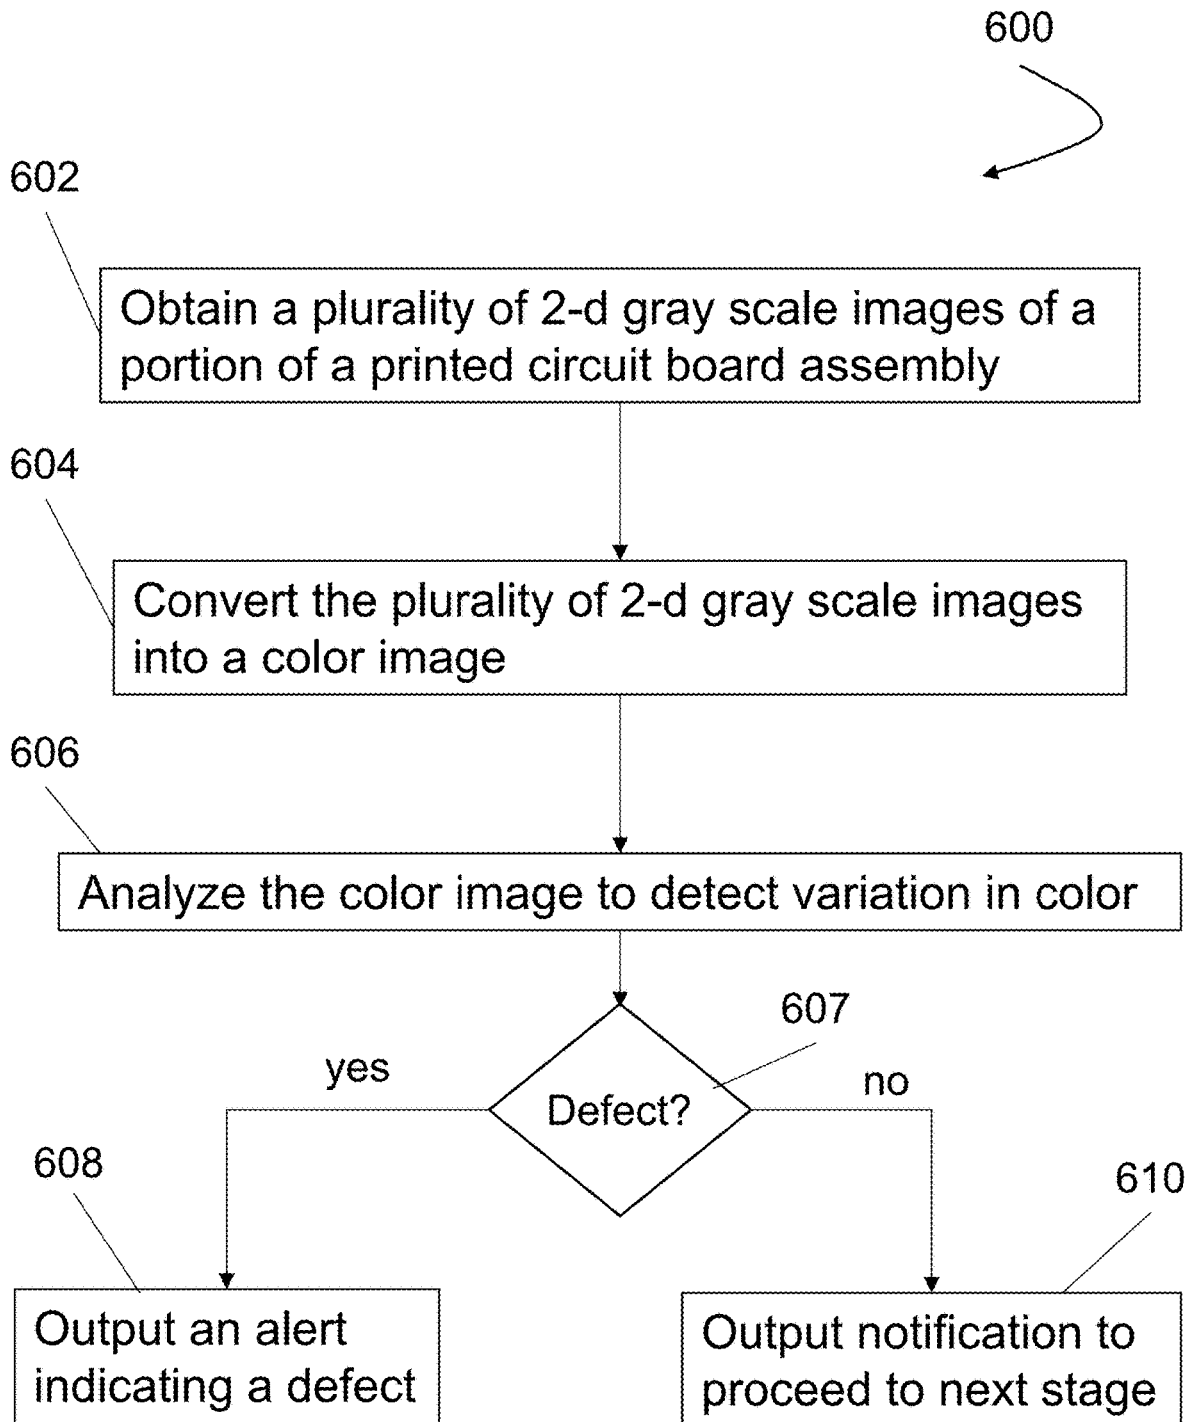 600
602
Obtain a plurality of 2-d gray scale images of a
portion of a printed circuit board assembly
604
Convert the plurality of 2-d gray scale images
into a color image
606
Analyze the color image to detect variation in color
607
yes
no
Defect?
608
610
Output an alert
indicating a defect
Output notification to
proceed to next stage